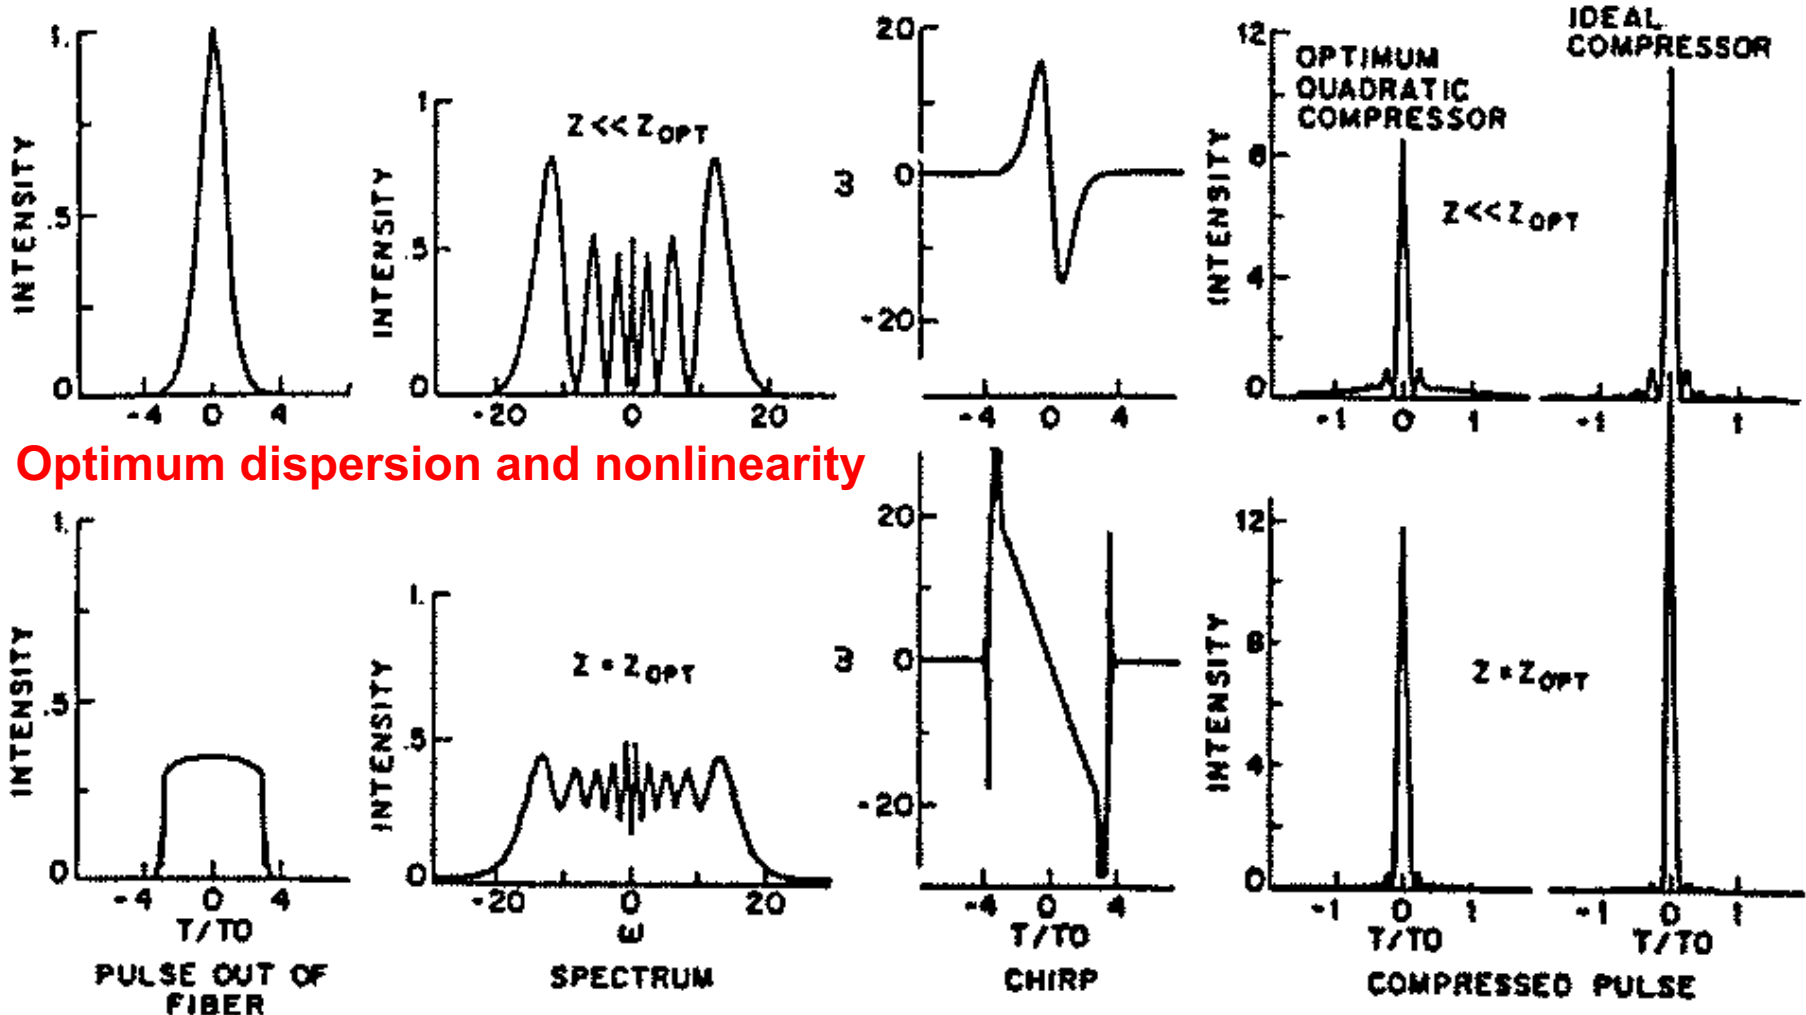 1.
.5
0
INTENSITY
-4 0 4
1
.5
0
INTENSITY
Z << Z OPT
-20 0 20
20
0
-20
ω
-4 0 4
12
8
4
0
INTENSITY
OPTIMUM
QUADRATIC
COMPRESSOR
Z << Z OPT
-1 0 1
IDEAL
COMPRESSOR
-1 1
Optimum dispersion and nonlinearity
1.
.5
0
INTENSITY
-4 0 4
T/TO
PULSE OUT OF
FIBER
1.
.5
0
INTENSITY
Z = Z OPT
-20 0 20
ω
SPECTRUM
20
0
-20
ω
-4 0 4
T/TO
CHIRP
12
8
4
0
INTENSITY
Z = Z OPT
-1 0 1
T/TO
-1 0 1
T/TO
COMPRESSED PULSE